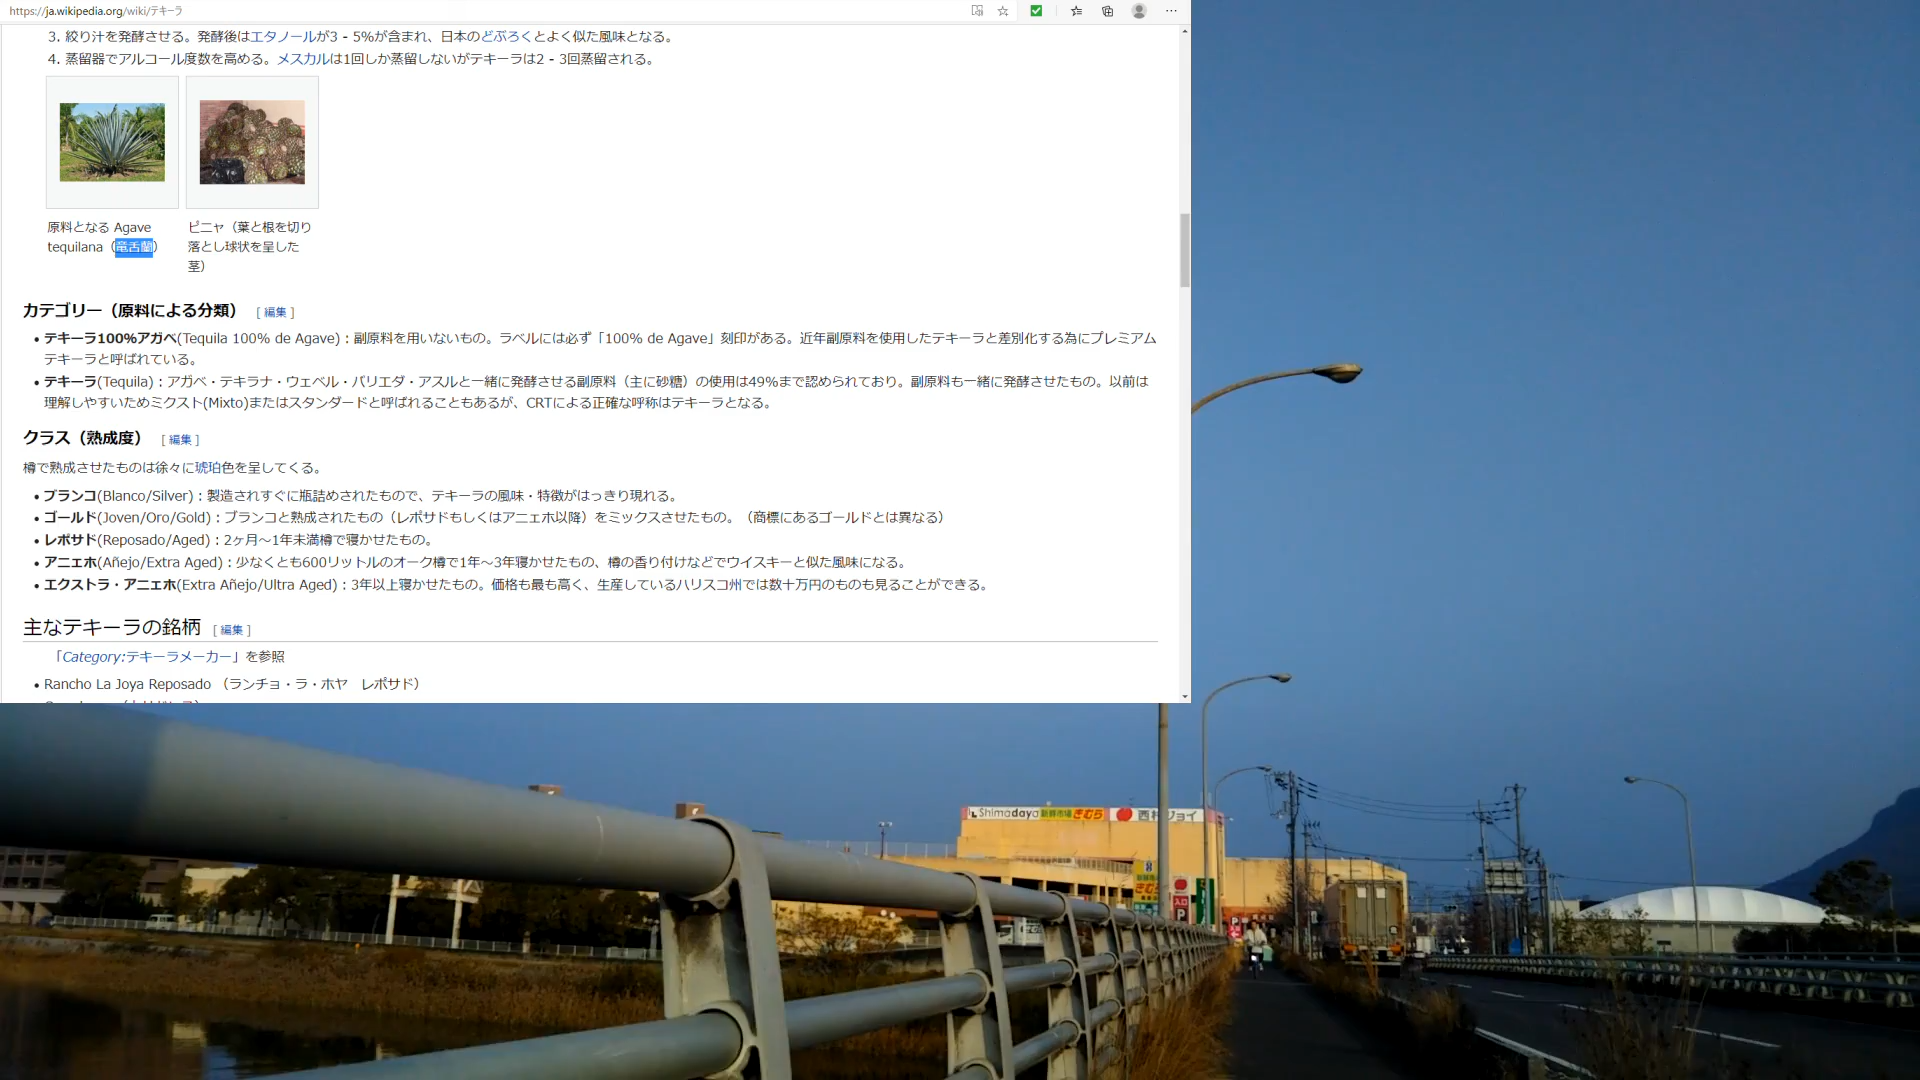 https://ja.wikipedia.org/wiki/テキーラ
3. 絞り汁を発酵させる。発酵後はエタノールが3 - 5%が含まれ、日本のどぶろくとよく似た風味となる。
4. 蒸留器でアルコール度数を高める。メスカルは1回しか蒸留しないがテキーラは2 - 3回蒸留される。
原料となる Agave
tequilana（竜舌蘭）
ピニャ（葉と根を切り
落とし球状を呈した
茎）
カテゴリー（原料による分類） [ 編集 ]
• テキーラ100%アガベ(Tequila 100% de Agave)：副原料を用いないもの。ラベルには必ず「100% de Agave」刻印がある。近年副原料を使用したテキーラと差別化する為にプレミアム
テキーラと呼ばれている。
• テキーラ(Tequila)：アガベ・テキラナ・ウェベル・バリエダ・アスルと一緒に発酵させる副原料（主に砂糖）の使用は49%まで認められており。副原料も一緒に発酵させたもの。以前は
理解しやすいためミクスト(Mixto)またはスタンダードと呼ばれることもあるが、CRTによる正確な呼称はテキーラとなる。
クラス（熟成度） [ 編集 ]
樽で熟成させたものは徐々に琥珀色を呈してくる。
• ブランコ(Blanco/Silver)：製造されすぐに瓶詰めされたもので、テキーラの風味・特徴がはっきり現れる。
• ゴールド(Joven/Oro/Gold)：ブランコと熟成されたもの（レポサドもしくはアニェホ以降）をミックスさせたもの。（商標にあるゴールドとは異なる）
• レポサド(Reposado/Aged)：2ヶ月～1年未満樽で寝かせたもの。
• アニェホ(Añejo/Extra Aged)：少なくとも600リットルのオーク樽で1年～3年寝かせたもの、樽の香り付けなどでウイスキーと似た風味になる。
• エクストラ・アニェホ(Extra Añejo/Ultra Aged)：3年以上寝かせたもの。価格も最も高く、生産しているハリスコ州では数十万円のものも見ることができる。
主なテキーラの銘柄 [ 編集 ]
「Category:テキーラメーカー」を参照
• Rancho La Joya Reposado （ランチョ・ラ・ホヤ　レポサド）
Shimadaya 新鮮市場 きむら 西村ジョイ
きむら
入口
P
P